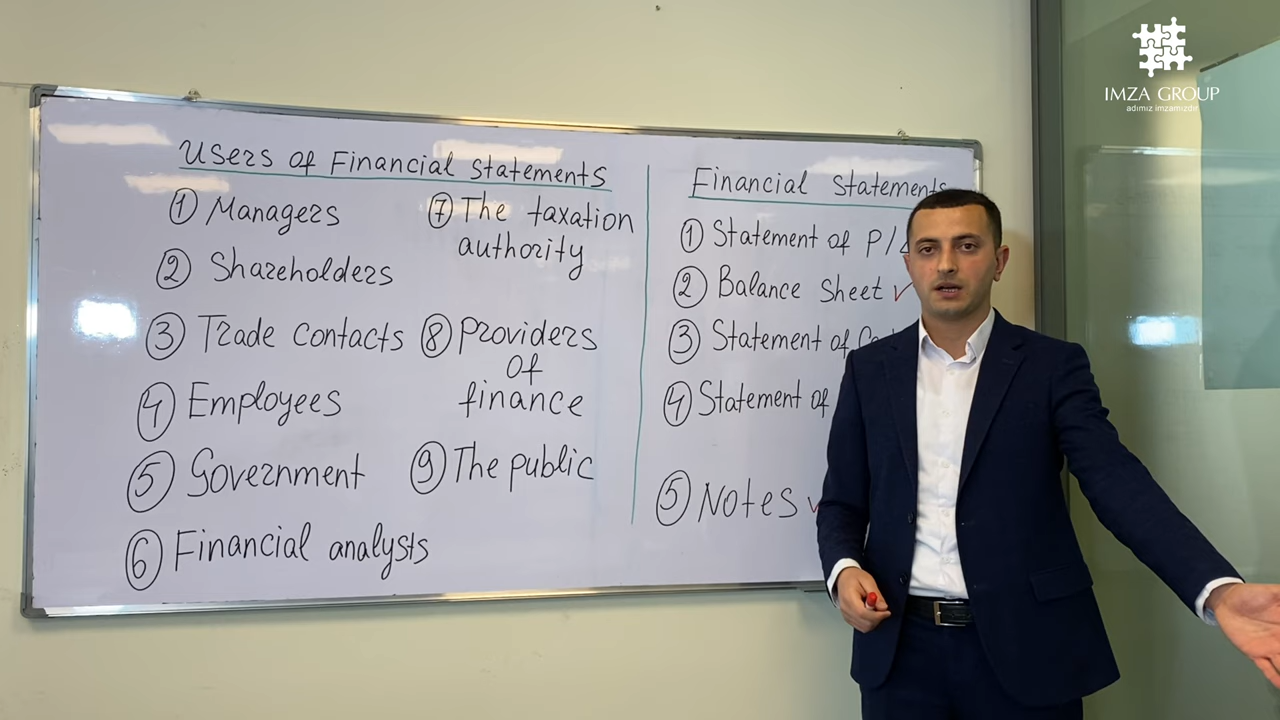 IMZA GROUP
adımız imzamızdır
Users of Financial Statements
① Managers
② Shareholders
③ Trade contacts
④ Employees
⑤ Government
⑥ Financial analysts
⑦ The taxation
authority
⑧ Providers
of
finance
⑨ The public
Financial Statements
① Statement of P/L
② Balance Sheet ✓
③ Statement of
④ Statement of
⑤ Notes ✓